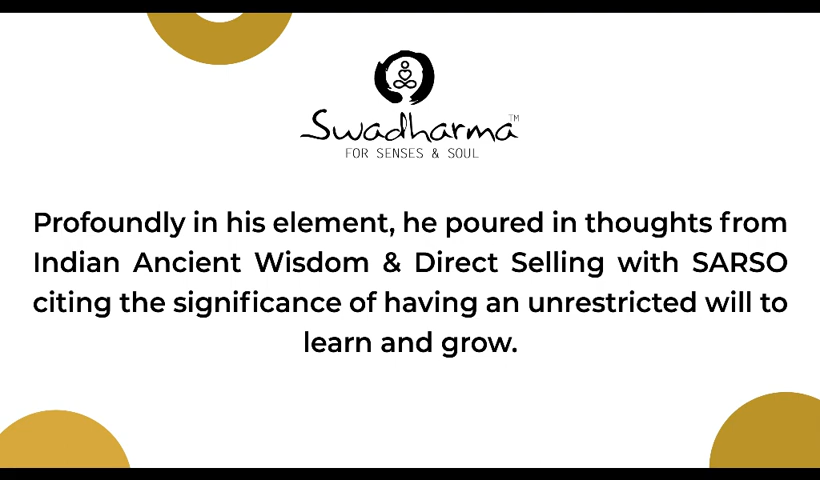 Swadharma™
FOR SENSES & SOUL
Profoundly in his element, he poured in thoughts from
Indian Ancient Wisdom & Direct Selling with SARSO
citing the significance of having an unrestricted will to
learn and grow.